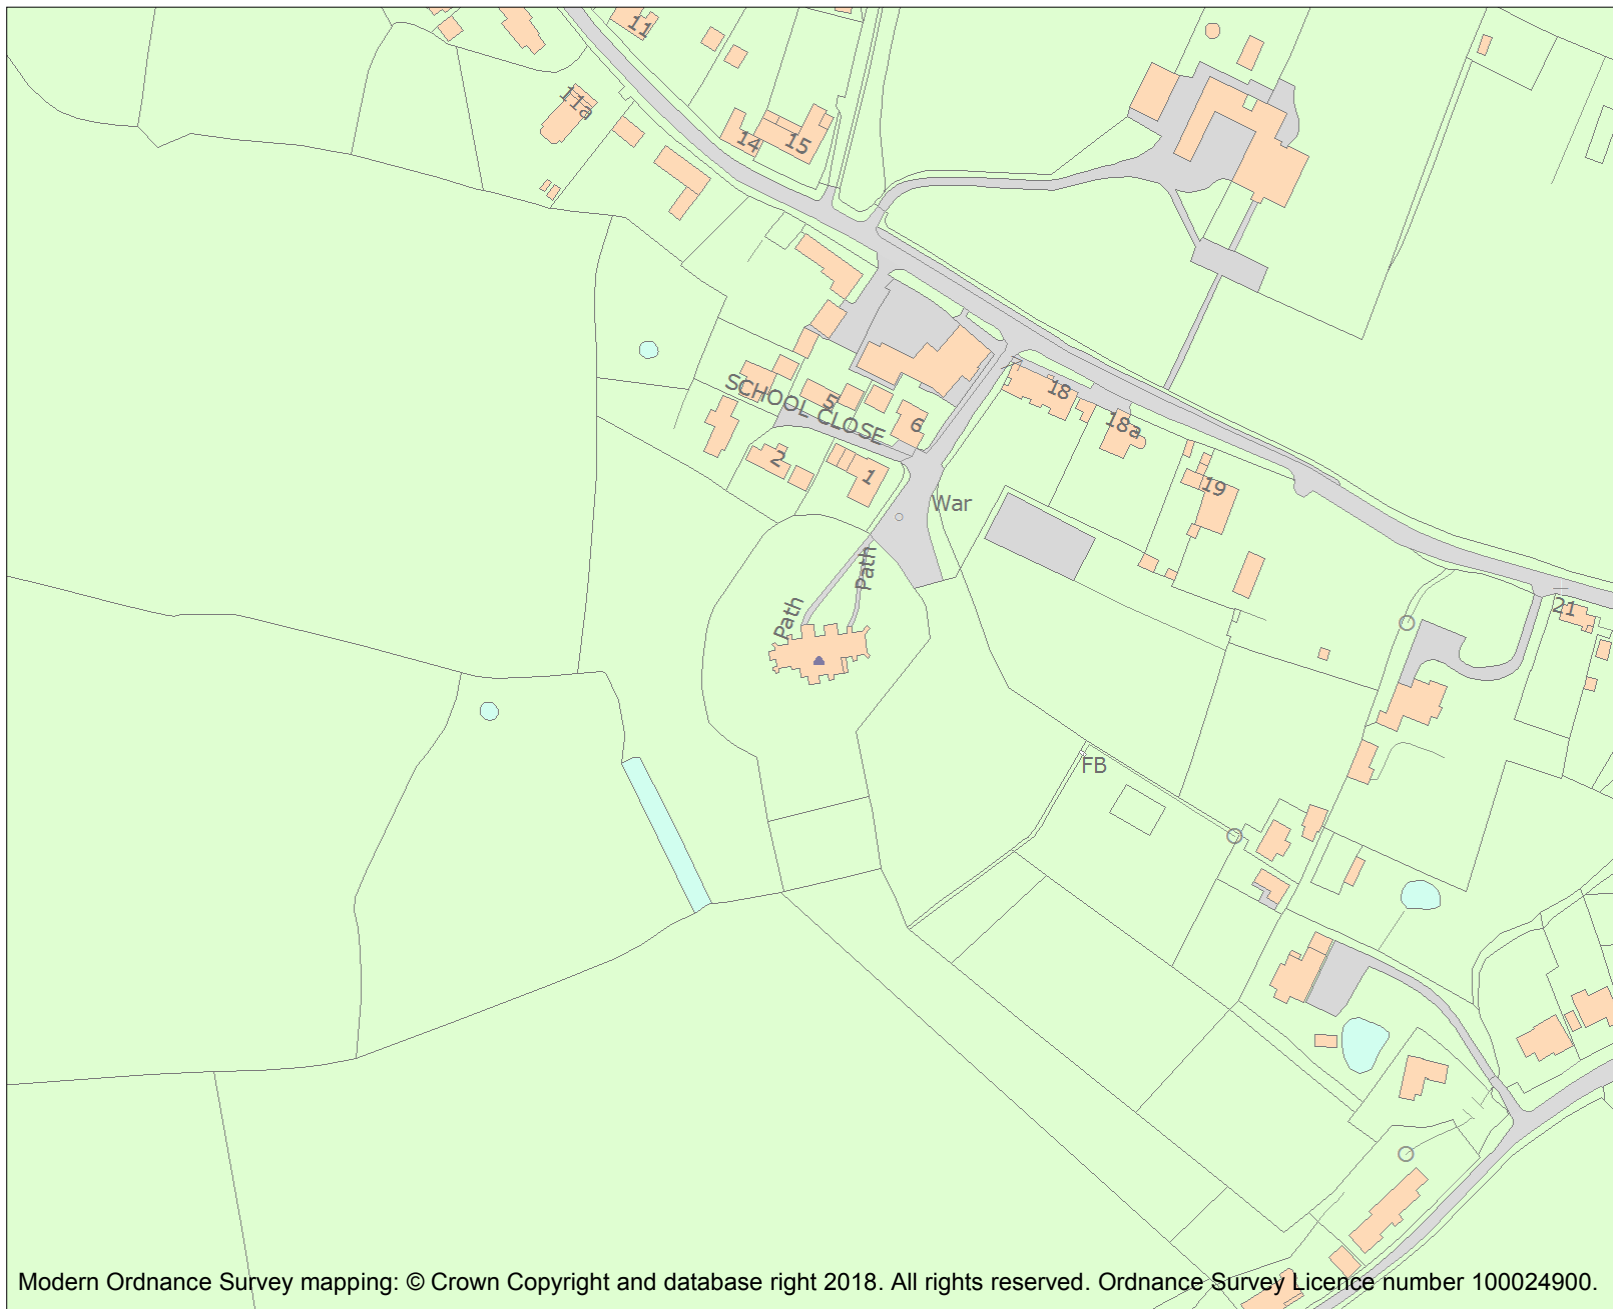 11
11a
14
15
SCHOOL CLOSE
5
6
18
18a
2
1
19
War
Path
Path
21
FB
Modern Ordnance Survey mapping: © Crown Copyright and database right 2018. All rights reserved. Ordnance Survey Licence number 100024900.